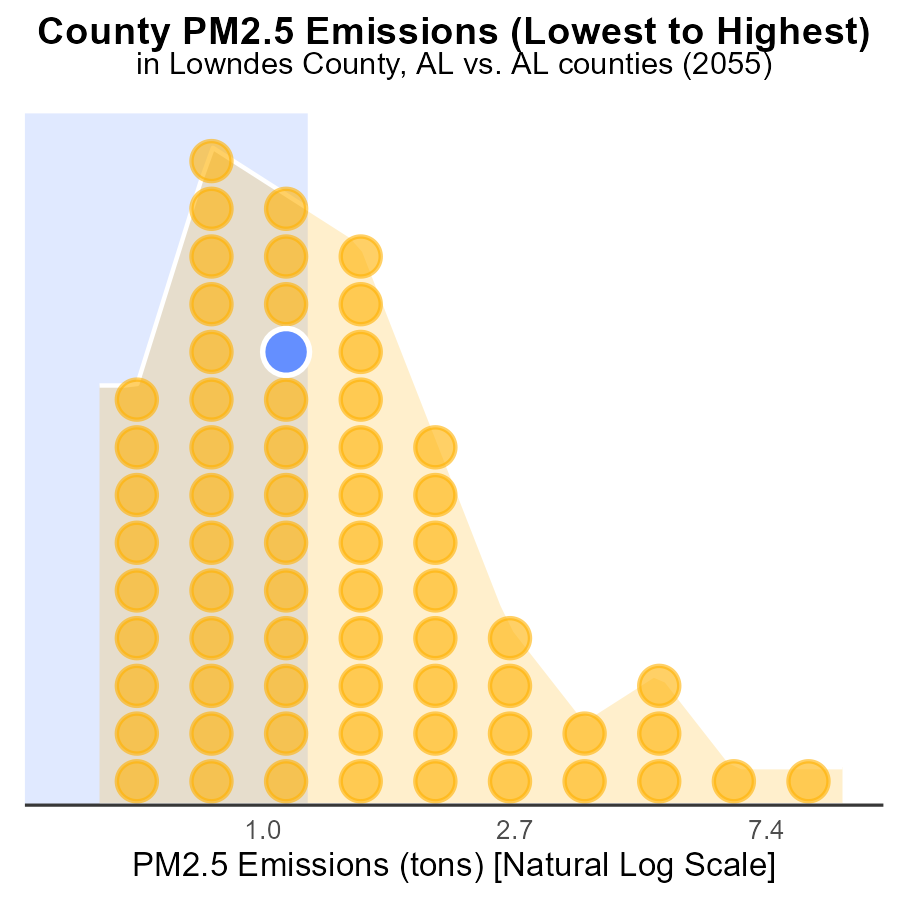 County PM2.5 Emissions (Lowest to Highest)
in Lowndes County, AL vs. AL counties (2055)
1.0 2.7 7.4
PM2.5 Emissions (tons) [Natural Log Scale]